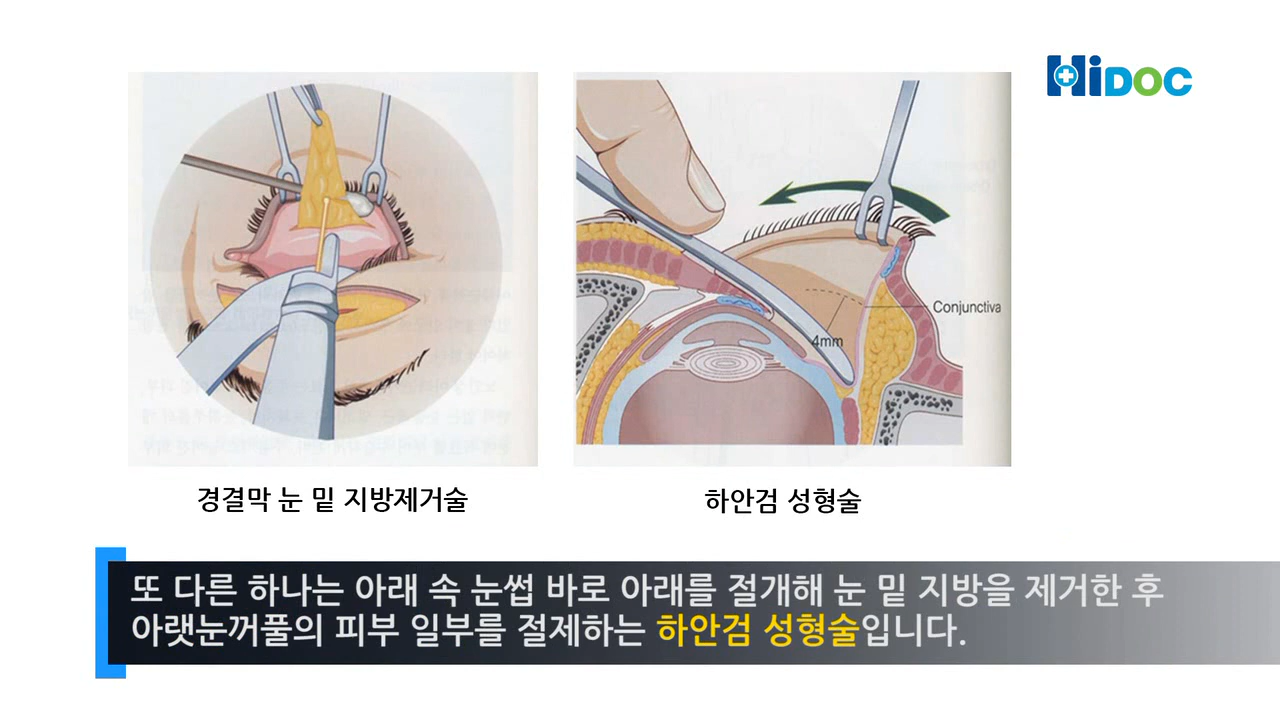 HiDOC
Conjunctiva
4mm
경결막 눈 밑 지방제거술
하안검 성형술
또 다른 하나는 아래 속 눈썹 바로 아래를 절개해 눈 밑 지방을 제거한 후
아랫눈꺼풀의 피부 일부를 절제하는 하안검 성형술입니다.